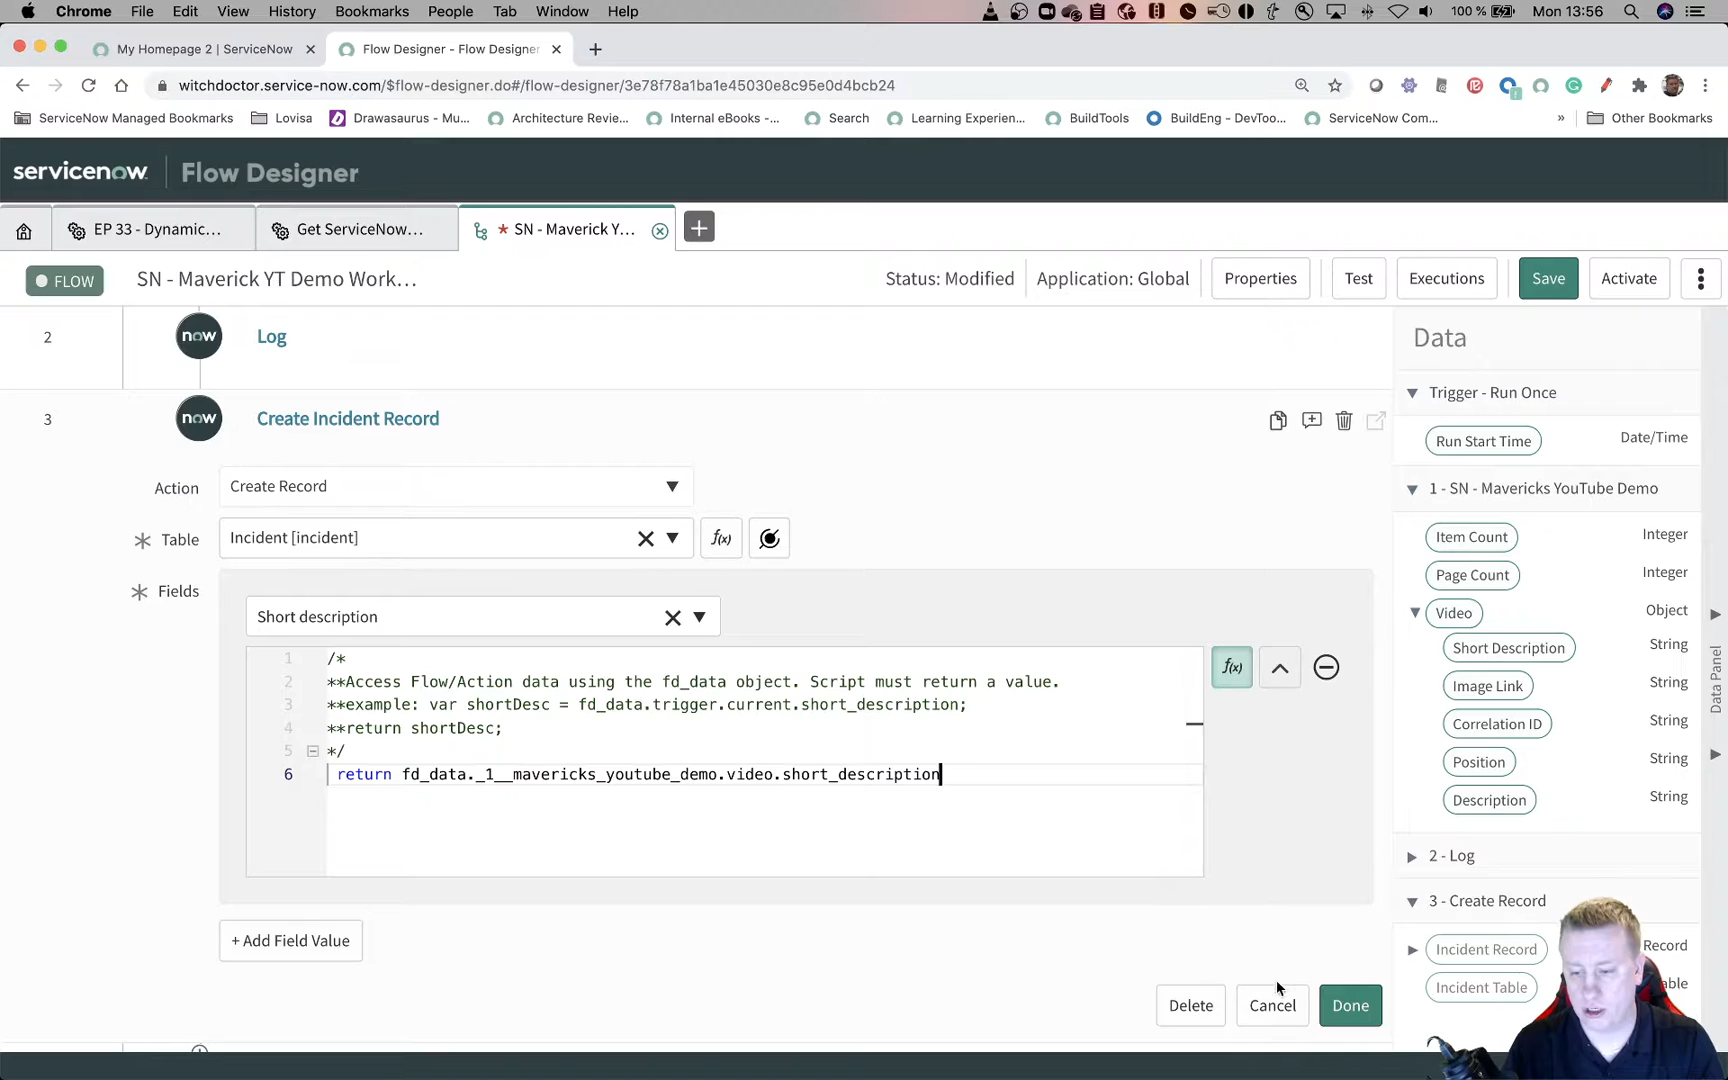 Chrome File Edit View History Bookmarks People Tab Window Help 100 % Mon 13:56
My Homepage 2 | ServiceNow Flow Designer - Flow Designer
witchdoctor.service-now.com/$flow-designer.do#/flow-designer/3e78f78a1ba1e45030e8c95e0d4bcb24
ServiceNow Managed Bookmarks Lovisa Drawasaurus - Mu... Architecture Revie... Internal eBooks -... Search Learning Experien... BuildTools BuildEng - DevToo... ServiceNow Com... » Other Bookmarks
servicenow Flow Designer
EP 33 - Dynamic... Get ServiceNow... * SN - Maverick Y...
FLOW SN - Maverick YT Demo Work... Status: Modified Application: Global Properties Test Executions Save Activate
2 now Log
3 now Create Incident Record
Action Create Record
Table Incident [incident] f(x)
Fields
Short description
f(x)
1 /*
2 **Access Flow/Action data using the fd_data object. Script must return a value.
3 **example: var shortDesc = fd_data.trigger.current.short_description;
4 **return shortDesc;
5 */
6 return fd_data._1__mavericks_youtube_demo.video.short_description
+ Add Field Value
Delete Cancel Done
Data
Trigger - Run Once
Run Start Time Date/Time
1 - SN - Mavericks YouTube Demo
Item Count Integer
Page Count Integer
Video Object
Short Description String
Image Link String
Correlation ID String
Position String
Description String
2 - Log
3 - Create Record
Incident Record Record
Incident Table
Data Panel